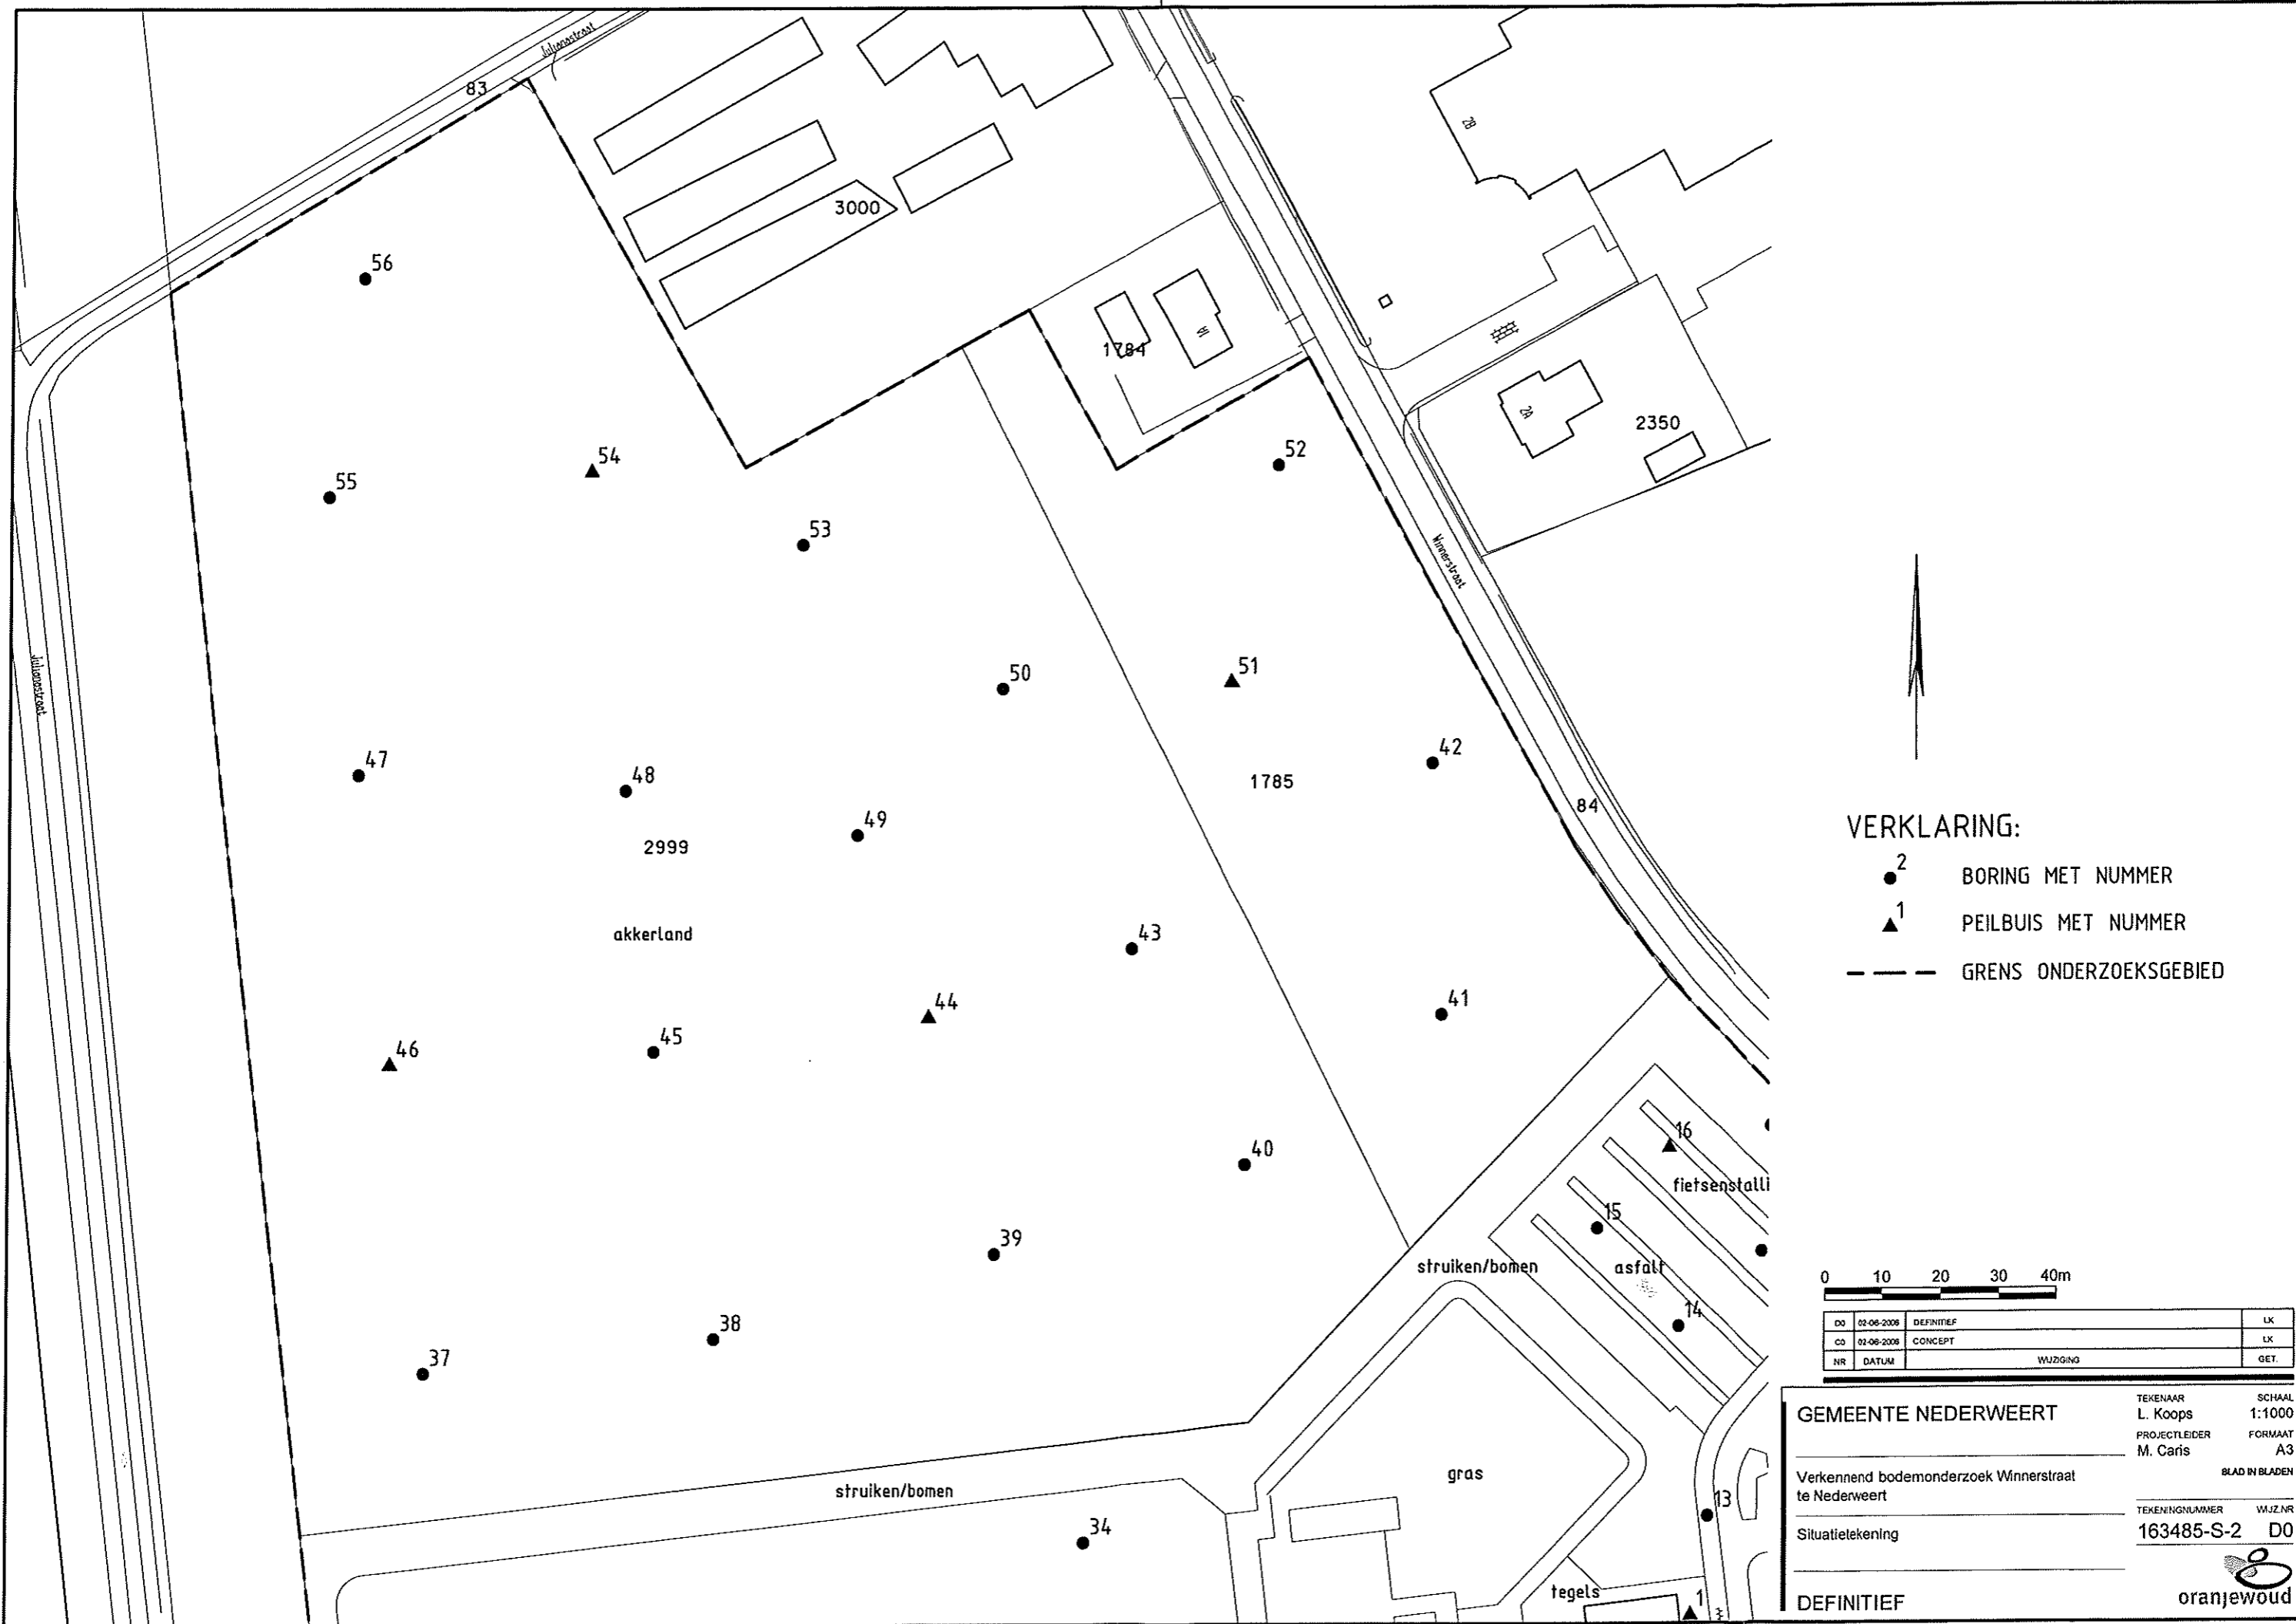 Julianastraat
83
3000
2B
56
1784
1A
2A
2350
52
54
55
53
Winnerstraat
Julianastraat
51
50
42
47
48
1785
84
49
2999
akkerland
43
44
41
45
46
40
39
38
37
16
fietsenstalli
15
struiken/bomen
asfalt
14
gras
struiken/bomen
13
34
tegels
1
VERKLARING:
2 BORING MET NUMMER
1 PEILBUIS MET NUMMER
GRENS ONDERZOEKSGEBIED
0 10 20 30 40m
D0 02-06-2006 DEFINITIEF LK
C0 02-06-2006 CONCEPT LK
NR DATUM WIJZIGING GET.
GEMEENTE NEDERWEERT
TEKENAAR SCHAAL
L. Koops 1:1000
PROJECTLEIDER FORMAAT
M. Caris A3
Verkennend bodemonderzoek Winnerstraat
te Nederweert
BLAD IN BLADEN
TEKENINGNUMMER WIJZ.NR
Situatietekening
163485-S-2 D0
DEFINITIEF
oranjewoud